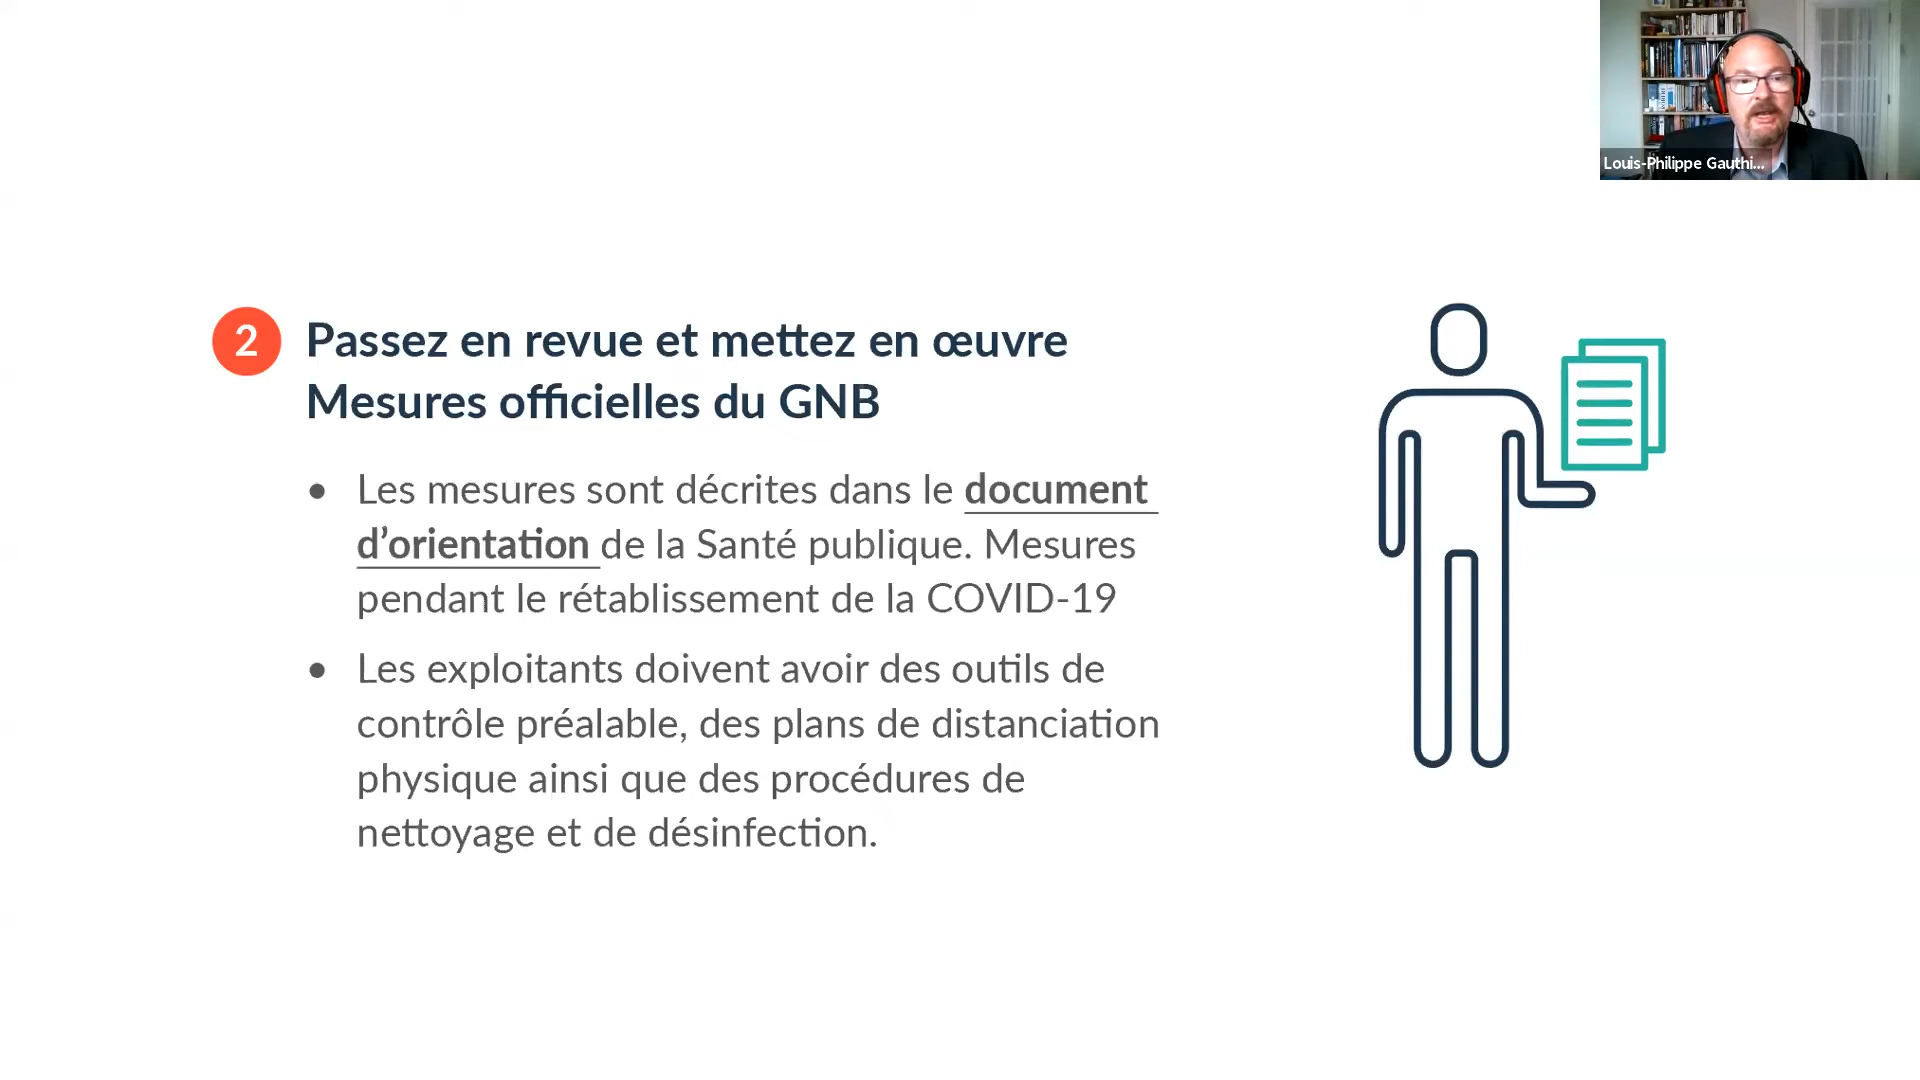 Louis-Philippe Gauthi...
2
Passez en revue et mettez en œuvre
Mesures officielles du GNB
• Les mesures sont décrites dans le document
d’orientation de la Santé publique. Mesures
pendant le rétablissement de la COVID-19
• Les exploitants doivent avoir des outils de
contrôle préalable, des plans de distanciation
physique ainsi que des procédures de
nettoyage et de désinfection.